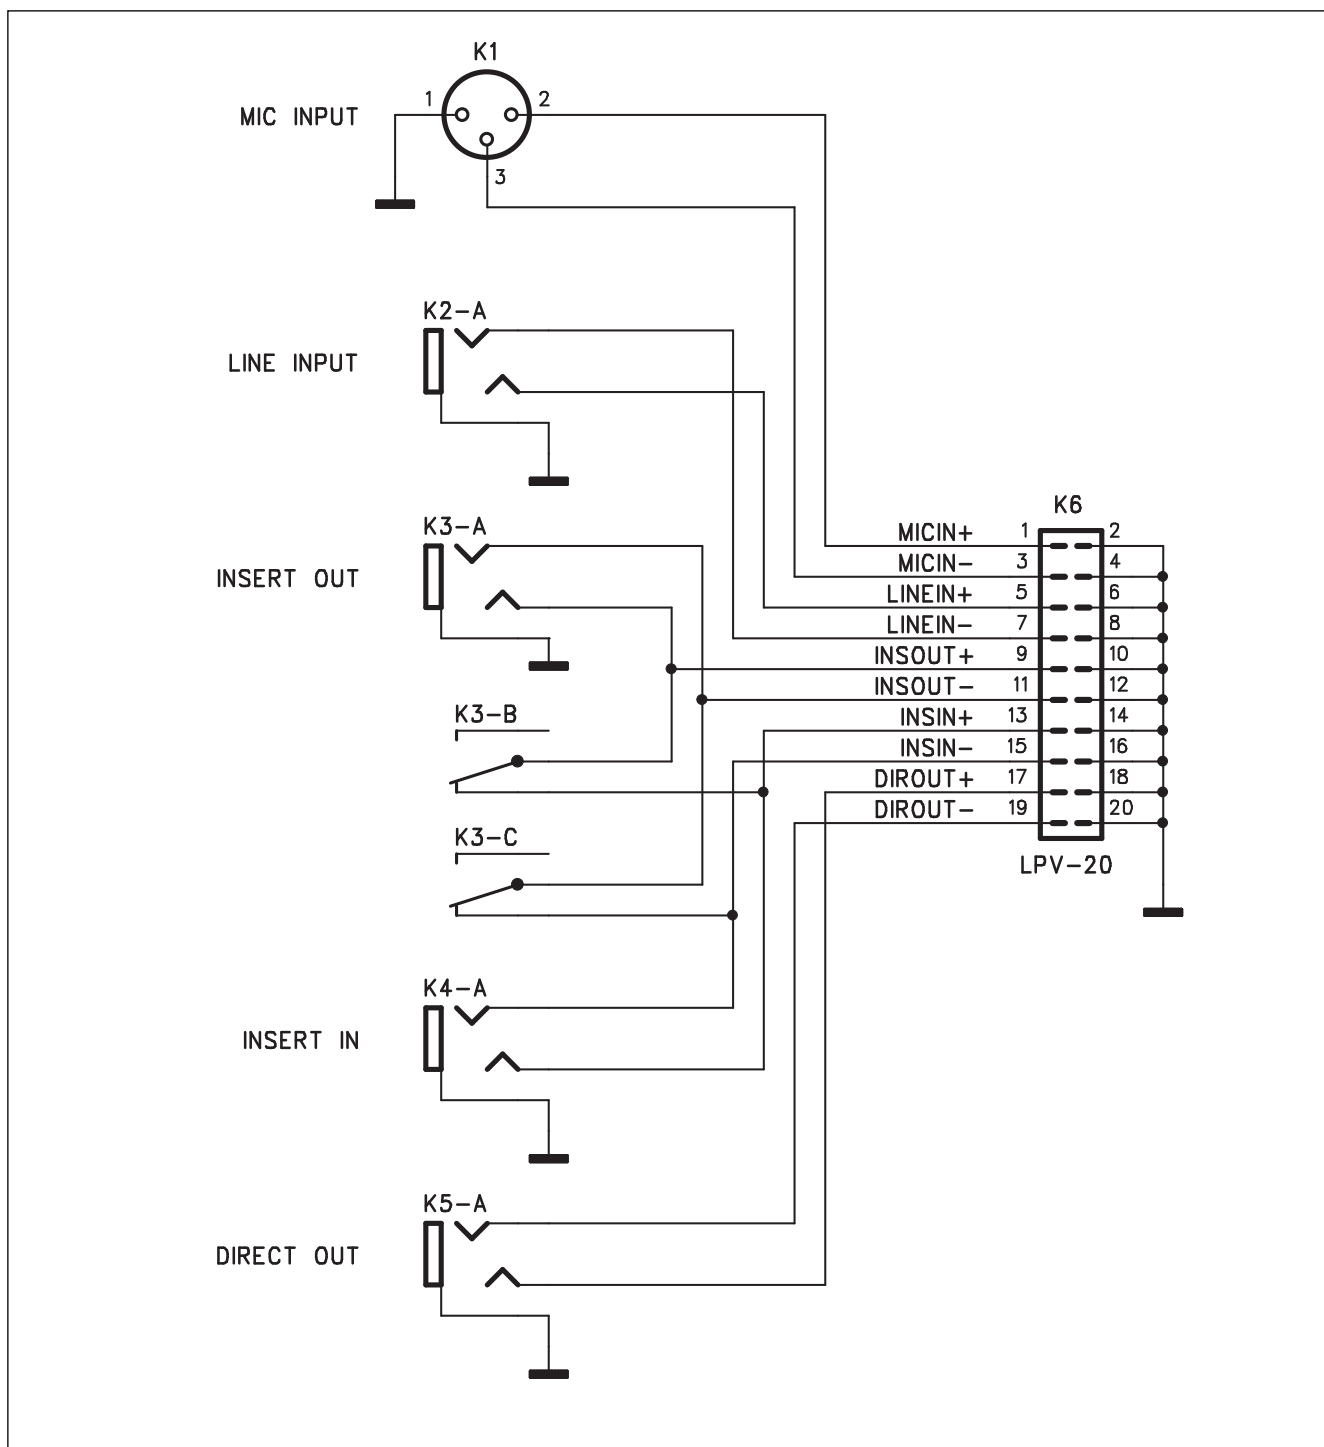 K1
1
2
MIC INPUT
3
K2-A
LINE INPUT
K6
K3-A
INSERT OUT
MICIN+ 1 2
MICIN- 3 4
LINEIN+ 5 6
LINEIN- 7 8
INSOUT+ 9 10
INSOUT- 11 12
INSIN+ 13 14
INSIN- 15 16
DIROUT+ 17 18
DIROUT- 19 20
K3-B
K3-C
LPV-20
K4-A
INSERT IN
K5-A
DIRECT OUT